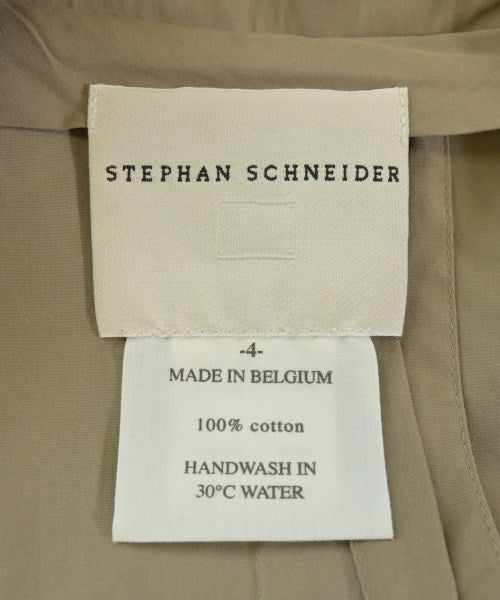 STEPHAN SCHNEIDER
-4-
MADE IN BELGIUM
100% cotton
HANDWASH IN
30°C WATER